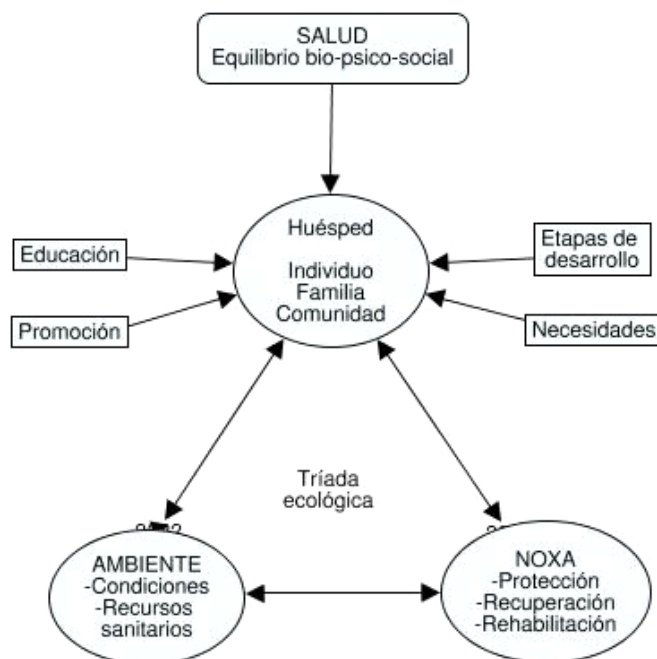 SALUD
Equilibrio bio-psico-social
Huésped
Individuo
Familia
Comunidad
Educación
Promoción
Etapas de
desarrollo
Necesidades
Tríada
ecológica
AMBIENTE
-Condiciones
-Recursos
sanitarios
NOXA
-Protección
-Recuperación
-Rehabilitación